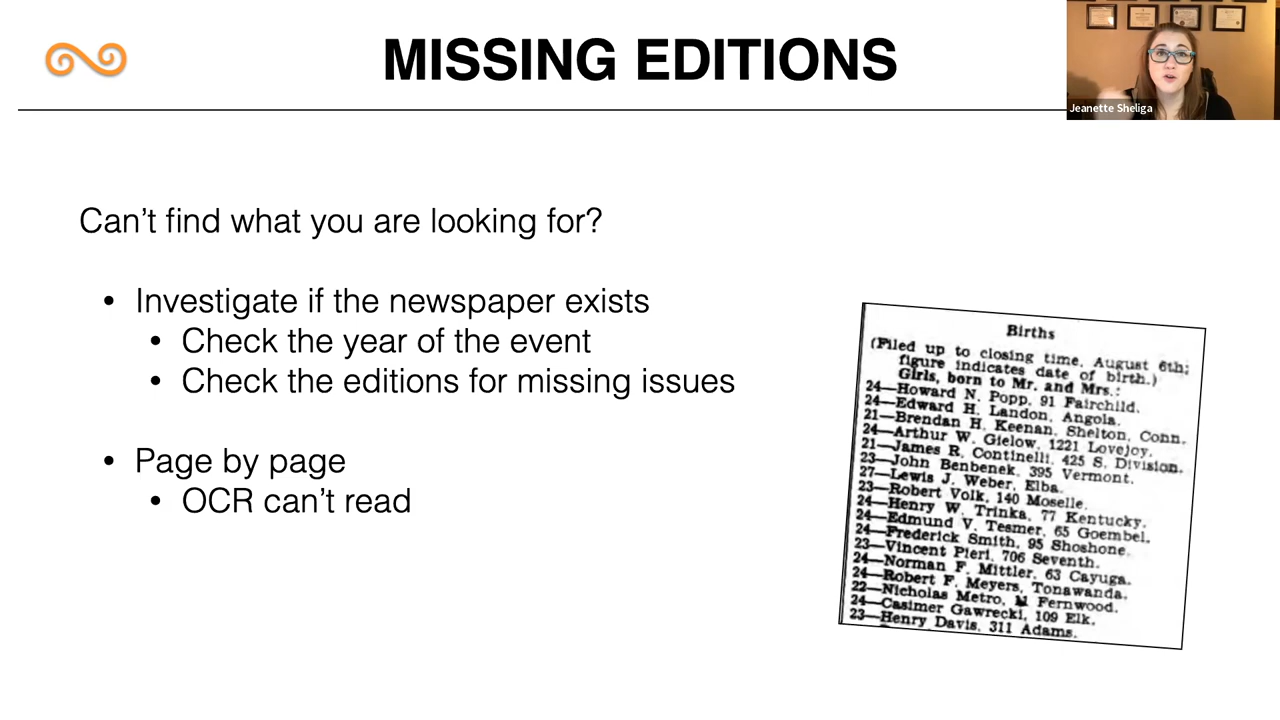 MISSING EDITIONS
Jeanette Sheliga
Can’t find what you are looking for?
• Investigate if the newspaper exists
• Check the year of the event
• Check the editions for missing issues
• Page by page
• OCR can’t read
Births
(Filed up to closing time, August 6th;
figure indicates date of birth.)
Girls, born to Mr. and Mrs.:
24—Howard N. Popp, 91 Fairchild.
24—Edward H. Landon, Angola.
21—Brendan H. Keenan, Shelton, Conn.
24—Arthur W. Gielow, 1221 Lovejoy.
21—James R. Continelli, 425 S. Division.
23—John Benbenek, 395 Vermont.
27—Lewis J. Weber, Elba.
23—Robert Volk, 140 Moselle.
24—Henry W. Trinka, 77 Kentucky.
24—Edmund V. Tesmer, 65 Goembel.
24—Frederick Smith, 95 Shoshone.
23—Vincent Pieri, 706 Seventh.
24—Norman F. Mittler, 63 Cayuga.
24—Robert F. Meyers, Tonawanda.
22—Nicholas Metro, Fernwood.
24—Casimer Gawrecki, 109 Elk.
23—Henry Davis, 311 Adams.